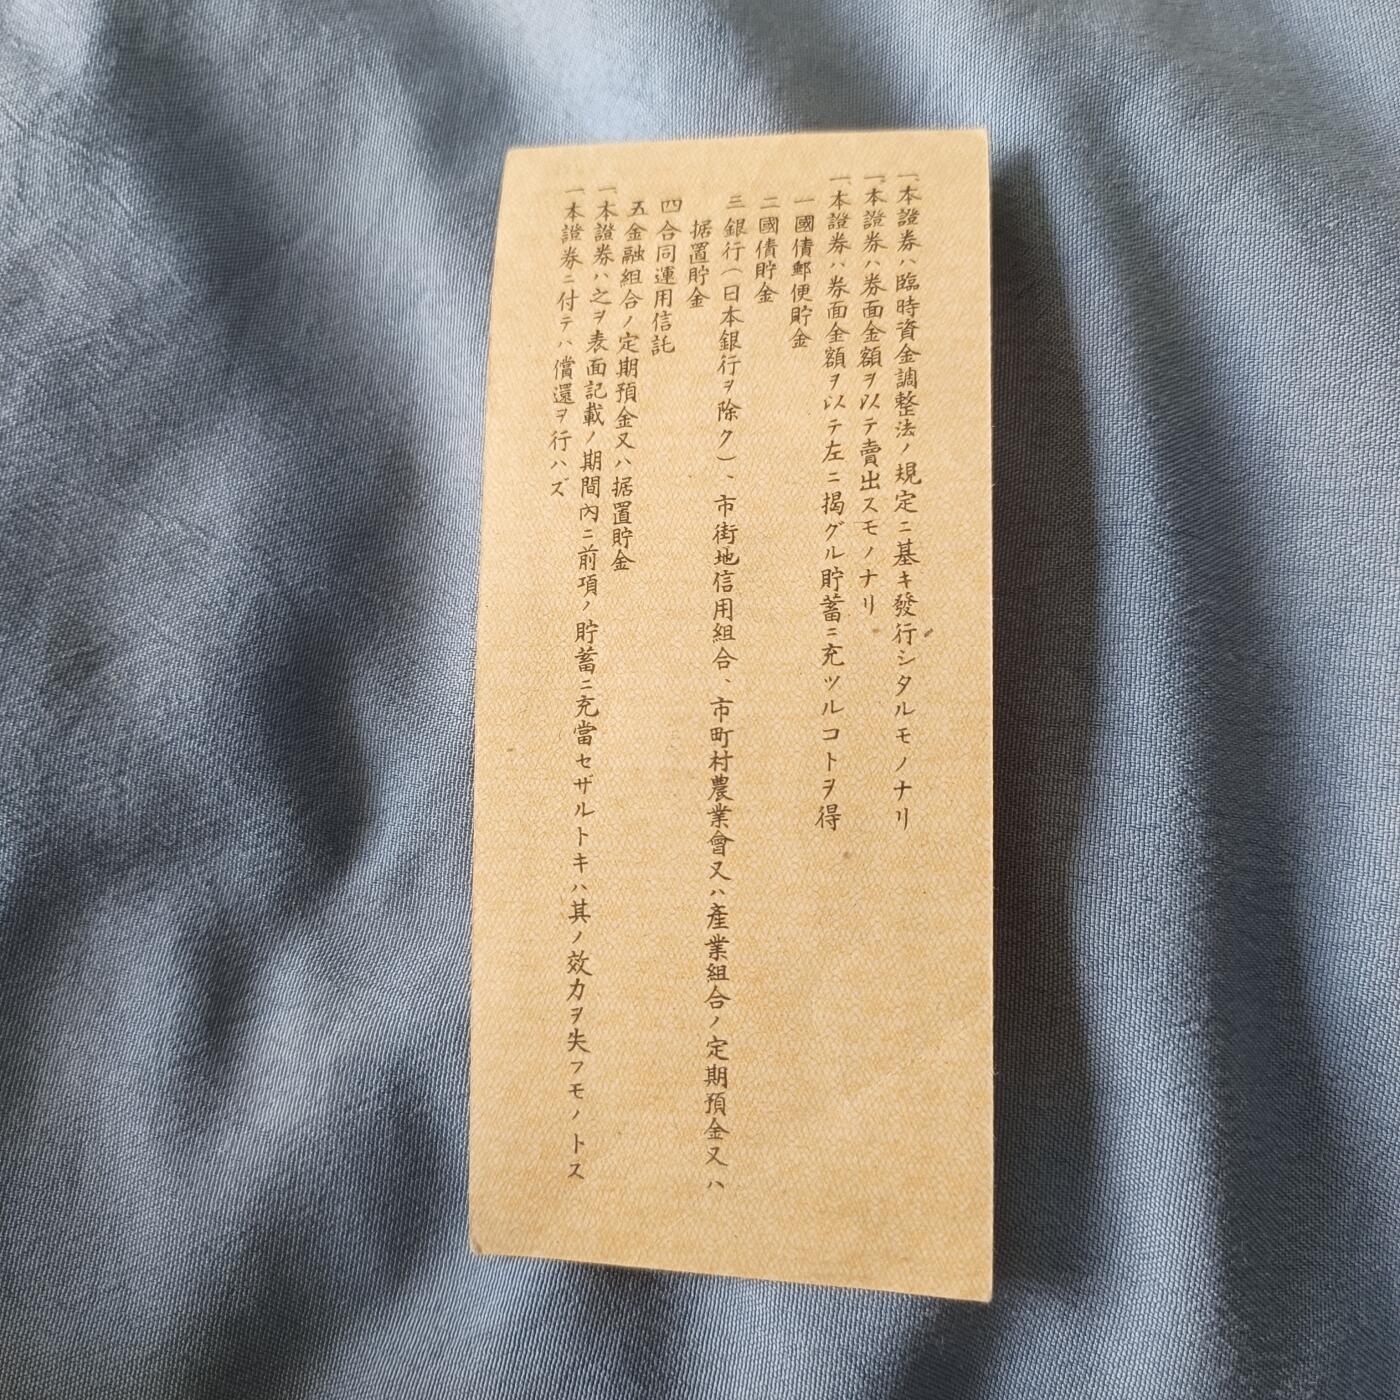 一、本證券ハ臨時資金調整法ノ規定ニ基キ發行シタルモノナリ
一、本證券ハ券面金額ヲ以テ賣出スモノナリ
一、本證券ハ券面金額ヲ以テ左ニ揭グル貯蓄ニ充ツルコトヲ得
一 國債郵便貯金
二 國債貯金
三 銀行(日本銀行ヲ除ク)、市街地信用組合、市町村農業會又ハ產業組合ノ定期預金又ハ
据置貯金
四 合同運用信託
五 金融組合ノ定期預金又ハ据置貯金
一、本證券ハ之ヲ表面記載ノ期間內ニ前項ノ貯蓄ニ充當セザルトキハ其ノ效力ヲ失フモノトス
一、本證券ニ付テハ償還ヲ行ハズ